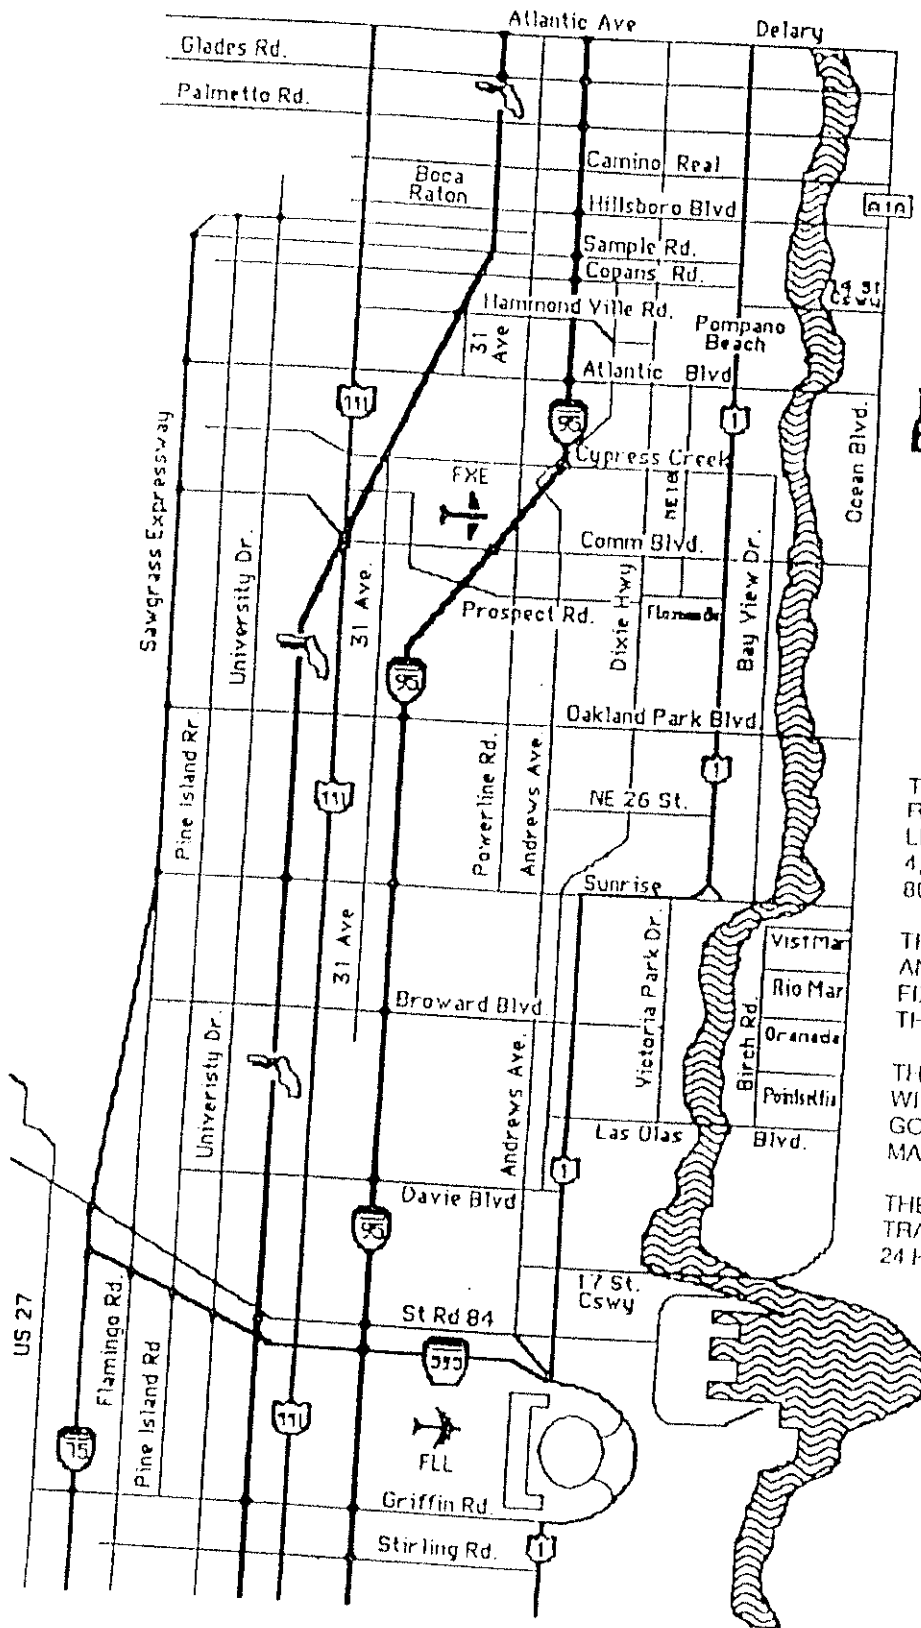 Atlantic Ave
Delary
Glades Rd.
Palmetto Rd.
Camino Real
Boca
Raton
Hillsboro Blvd
A1A
Sample Rd.
Copans Rd.
14 St
Cswy
Hammond Ville Rd.
Pompano
Beach
31
Ave
Atlantic Blvd
1
95
Ocean Blvd.
Sawgrass Expressway
Cypress Creek
FXE
University Dr.
Comm Blvd.
31 Ave.
Prospect Rd.
Dixie Hwy
Bay View Dr.
95
Oakland Park Blvd
Pine Island Rr.
Powerline Rd.
Andrews Ave.
1
NE 26 St.
Sunrise
31 Ave
Victoria Park Dr.
Vist Mar
Rio Mar
Birch Rd.
Broward Blvd
Univeristy Dr.
Andrews Ave.
Las Olas Blvd.
1
Davie Blvd
95
17 St.
Cswy
US 27
Flamingo Rd.
Pine Island Rd
St Rd 84
595
75
FLL
Griffin Rd.
Stirling Rd.
1